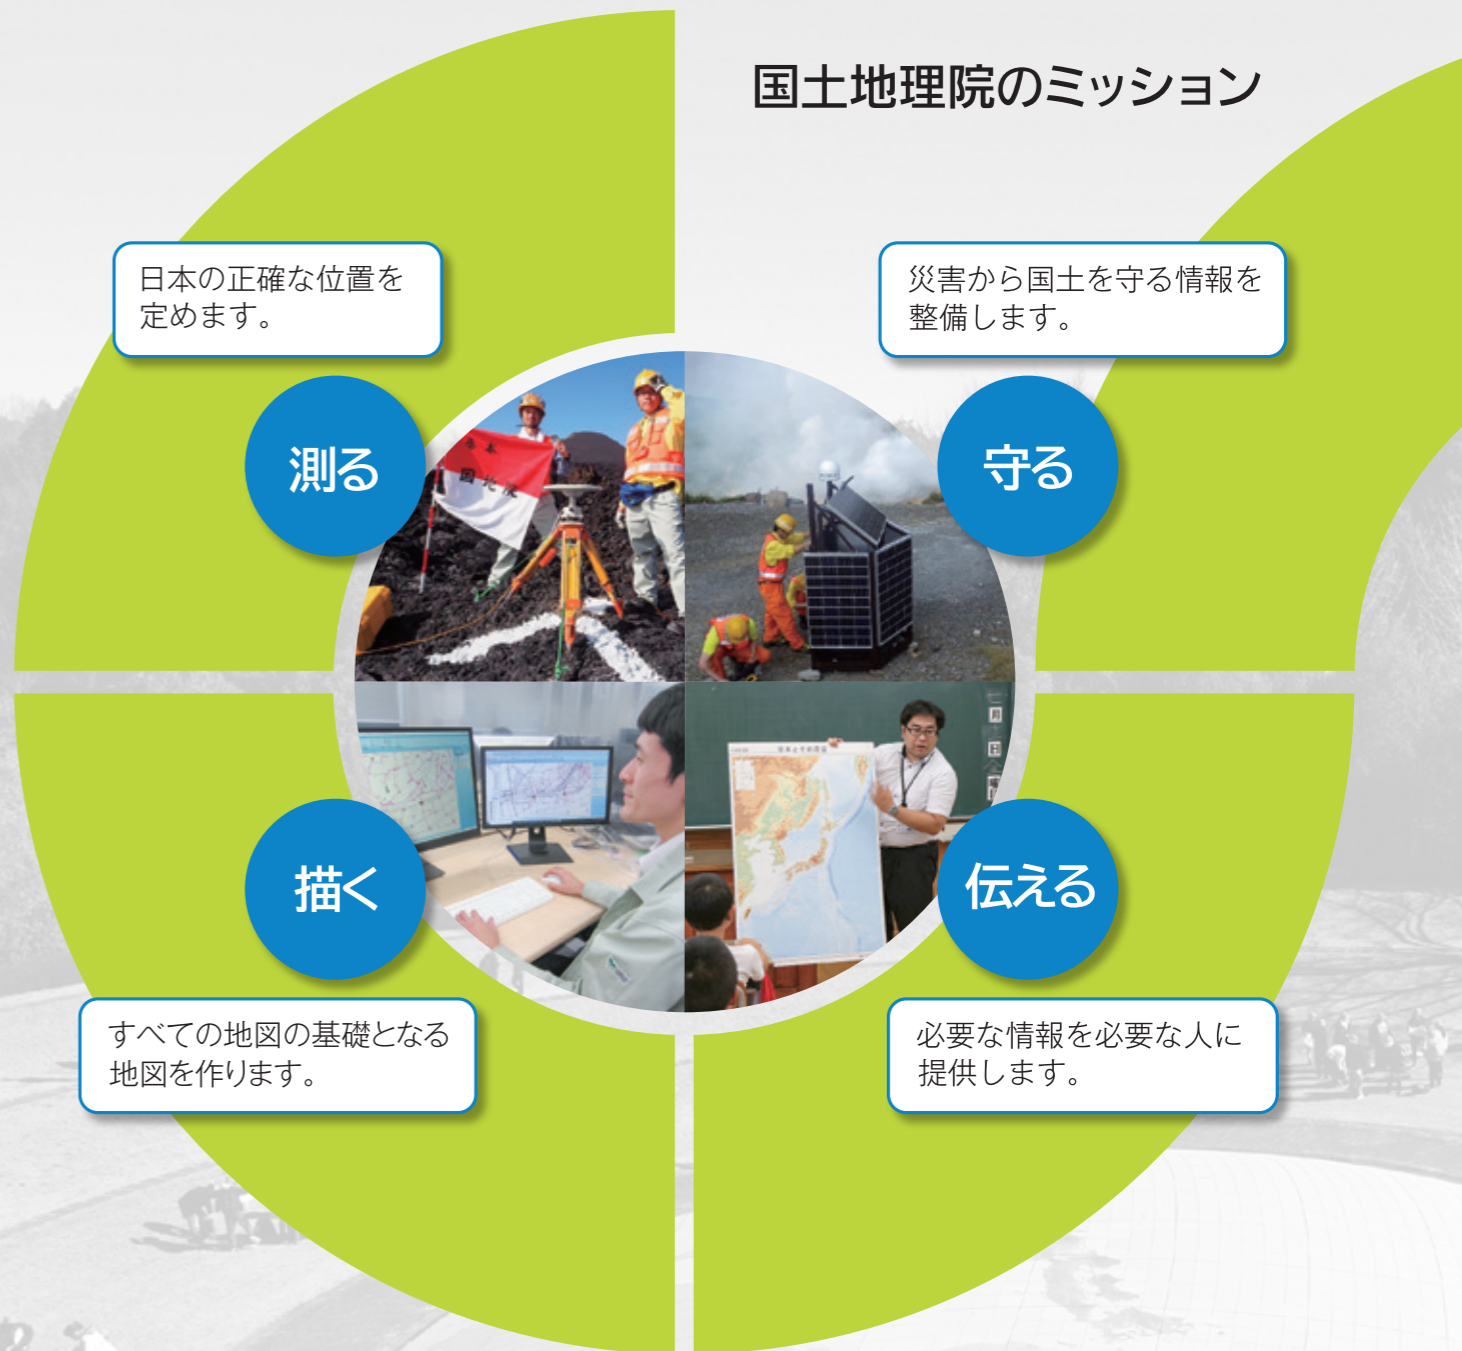 国土地理院のミッション
日本の正確な位置を
定めます。
測る
災害から国土を守る情報を
整備します。
守る
描く
すべての地図の基礎となる
地図を作ります。
伝える
必要な情報を必要な人に
提供します。
月
日